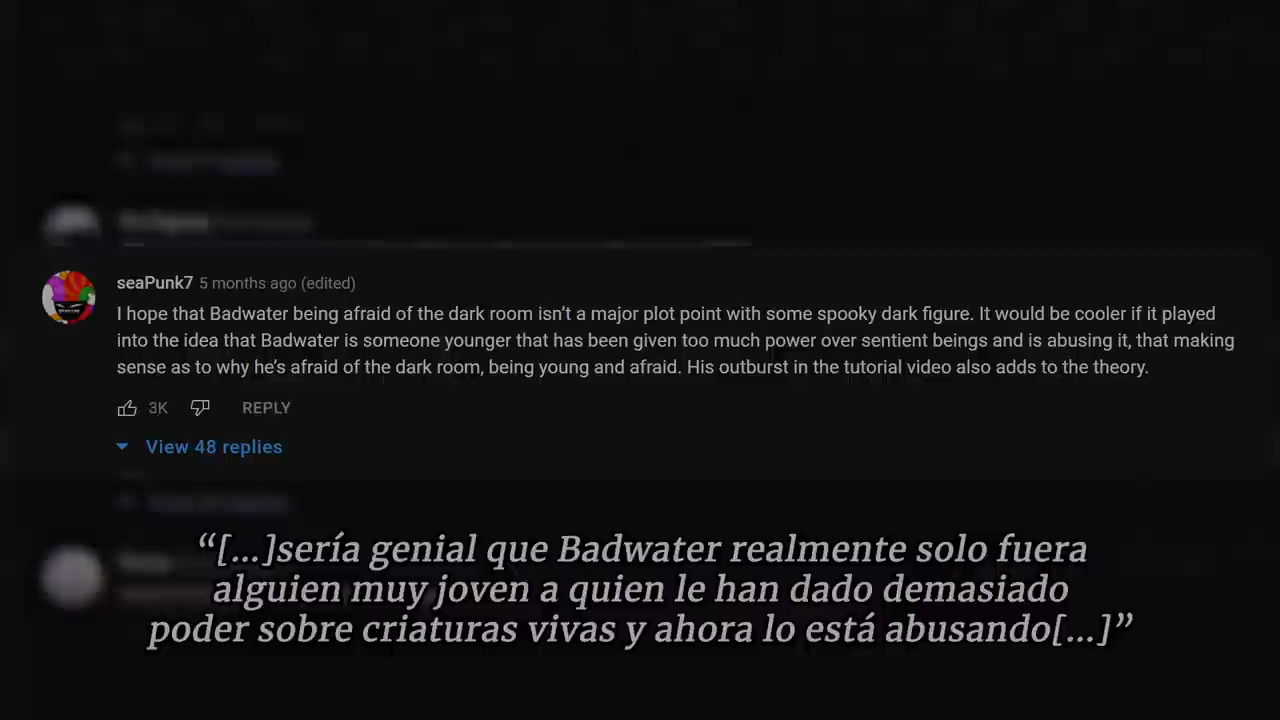 seaPunk7 5 months ago (edited)
I hope that Badwater being afraid of the dark room isn't a major plot point with some spooky dark figure. It would be cooler if it played
into the idea that Badwater is someone younger that has been given too much power over sentient beings and is abusing it, that making
sense as to why he's afraid of the dark room, being young and afraid. His outburst in the tutorial video also adds to the theory.
3K REPLY
View 48 replies
“[...]sería genial que Badwater realmente solo fuera
alguien muy joven a quien le han dado demasiado
poder sobre criaturas vivas y ahora lo está abusando[...]”